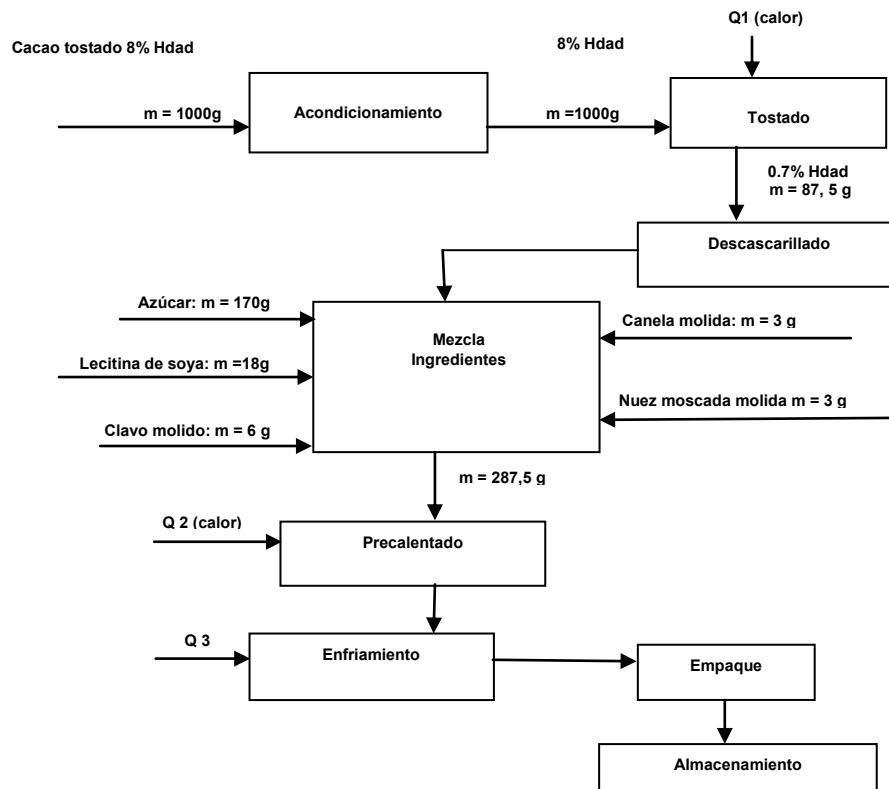 Q1 (calor)
Cacao tostado 8% Hdad
8% Hdad
m = 1000g
Acondicionamiento
m =1000g
Tostado
0.7% Hdad
m = 87, 5 g
Descascarillado
Azúcar: m = 170g
Mezcla
Ingredientes
Canela molida: m = 3 g
Lecitina de soya: m =18g
Nuez moscada molida m = 3 g
Clavo molido: m = 6 g
m = 287,5 g
Q 2 (calor)
Precalentado
Q 3
Enfriamiento
Empaque
Almacenamiento